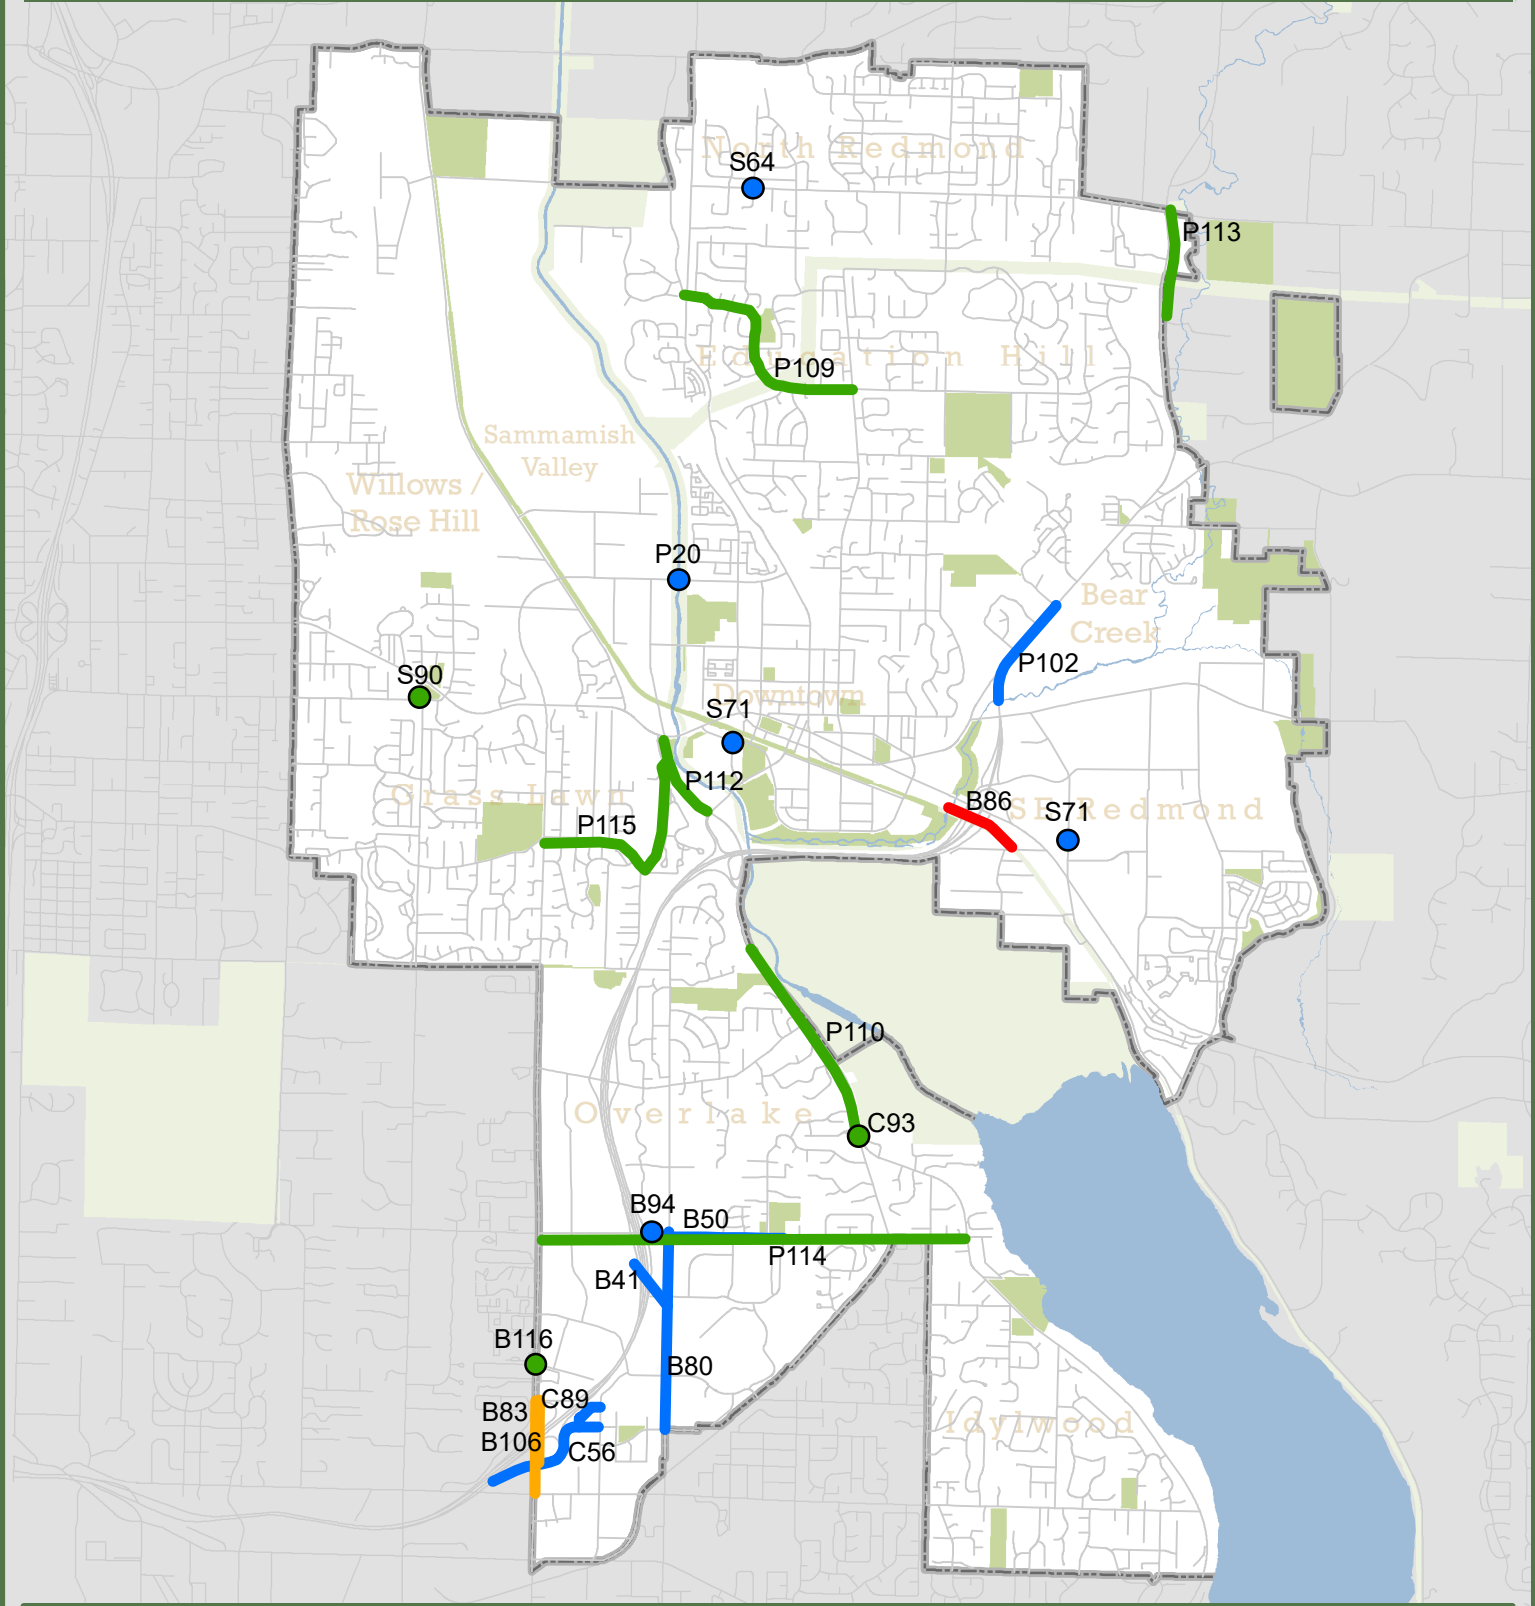 North Redmond
S64
P113
Education Hill
P109
Sammamish
Valley
Willows /
Rose Hill
P20
Bear
Creek
P102
S90
Downtown
S71
P112
Grass Lawn
B86
SE Redmond
S71
P115
P110
Overlake
C93
B94
B50
P114
B41
B116
B80
C89
B83
B106
C56
Idylwood